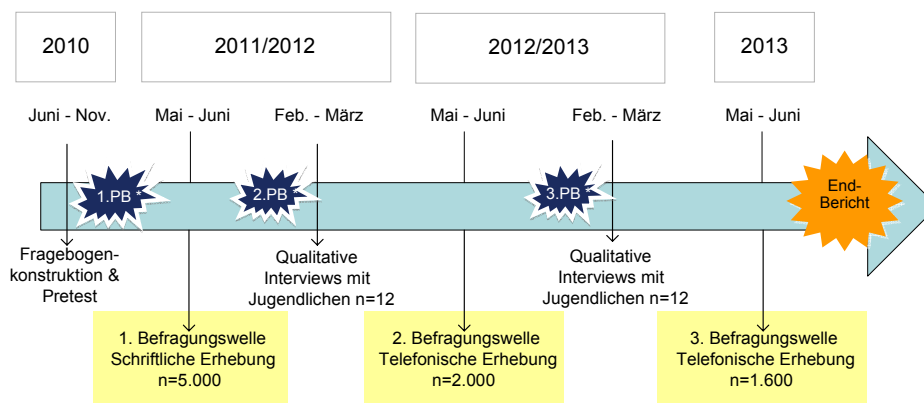 2010
2011/2012
2012/2013
2013
Juni - Nov.
Mai - Juni
Feb. - März
Mai - Juni
Feb. - März
Mai - Juni
1.PB *
2.PB *
3.PB *
End-
Bericht
Fragebogen-
konstruktion &
Pretest
Qualitative
Interviews mit
Jugendlichen n=12
Qualitative
Interviews mit
Jugendlichen n=12
1. Befragungswelle
Schriftliche Erhebung
n=5.000
2. Befragungswelle
Telefonische Erhebung
n=2.000
3. Befragungswelle
Telefonische Erhebung
n=1.600